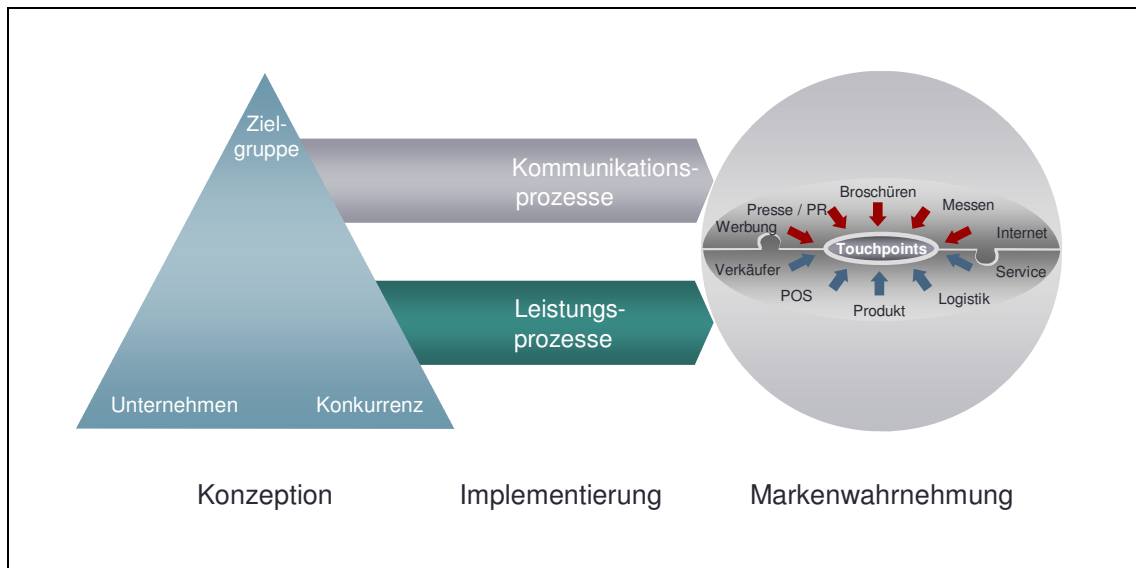 Ziel-
gruppe
Unternehmen
Konkurrenz
Kommunikations-
prozesse
Leistungs-
prozesse
Broschüren
Presse / PR
Messen
Werbung
Internet
Touchpoints
Verkäufer
Service
POS
Logistik
Produkt
Konzeption
Implementierung
Markenwahrnehmung